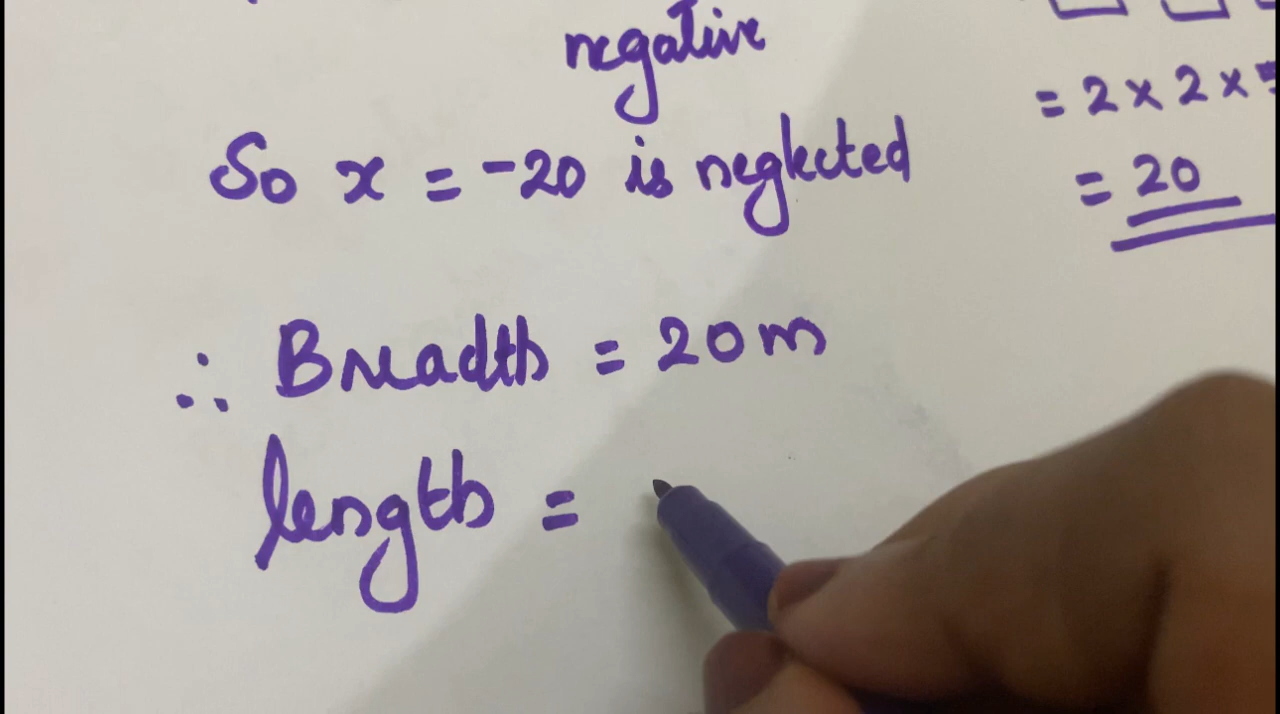 negative
So x = -20 is neglected
= 2 × 2 ×
= 20
∴ Breadth = 20m
length =